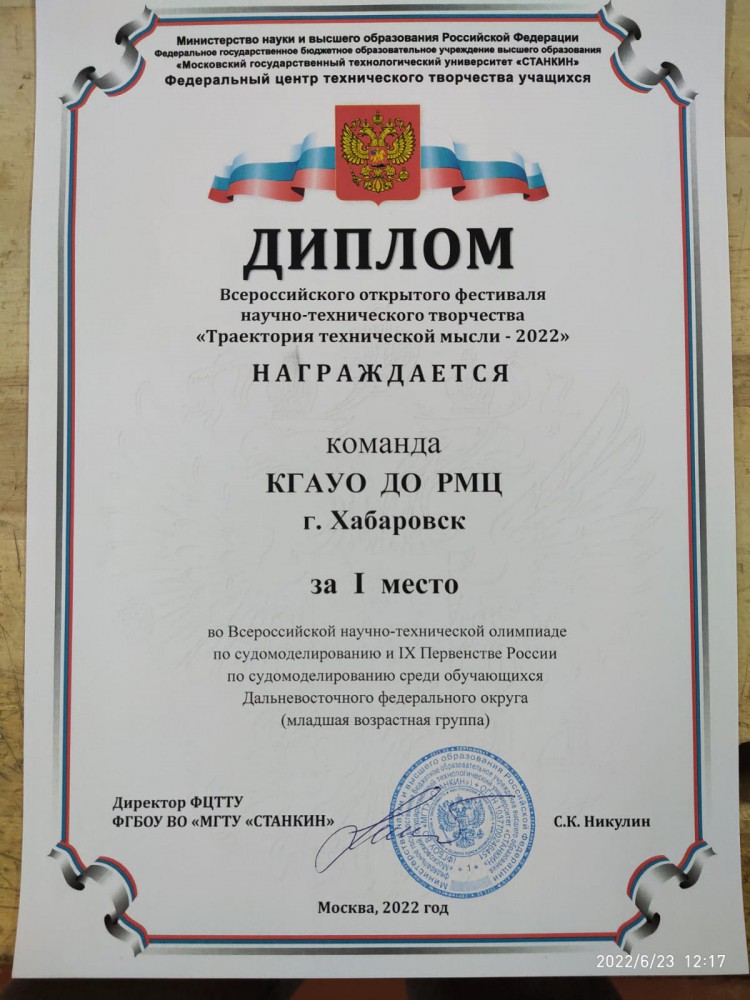 Министерство науки и высшего образования Российской Федерации
Федеральное государственное бюджетное образовательное учреждение высшего образования
«Московский государственный технологический университет «СТАНКИН»
Федеральный центр технического творчества учащихся
ДИПЛОМ
Всероссийского открытого фестиваля
научно-технического творчества
«Траектория технической мысли - 2022»
НАГРАЖДАЕТСЯ
команда
КГАУО ДО РМЦ
г. Хабаровск
за I место
во Всероссийской научно-технической олимпиаде
по судомоделированию и IX Первенстве России
по судомоделированию среди обучающихся
Дальневосточного федерального округа
(младшая возрастная группа)
Директор ФЦТТУ
ФГБОУ ВО «МГТУ «СТАНКИН»
С.К. Никулин
Москва, 2022 год
2022/6/23 12:17